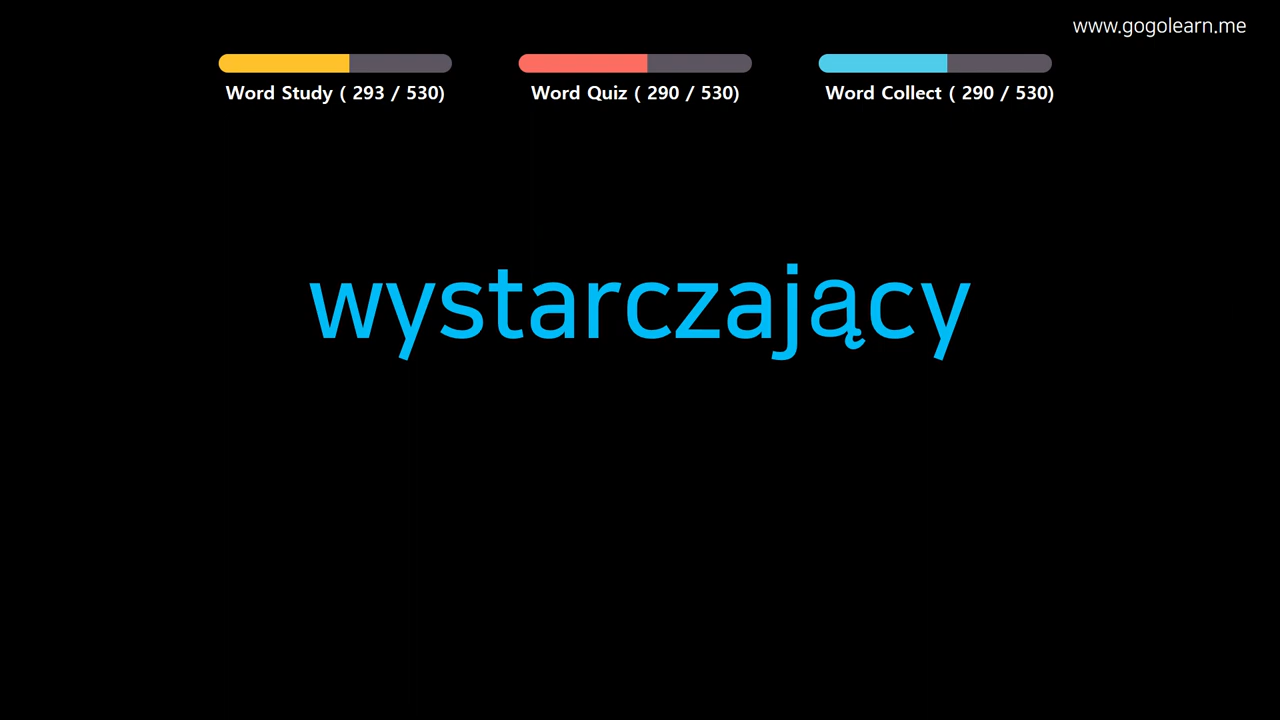 www.gogolearn.me
Word Study ( 293 / 530)
Word Quiz ( 290 / 530)
Word Collect ( 290 / 530)
wystarczający